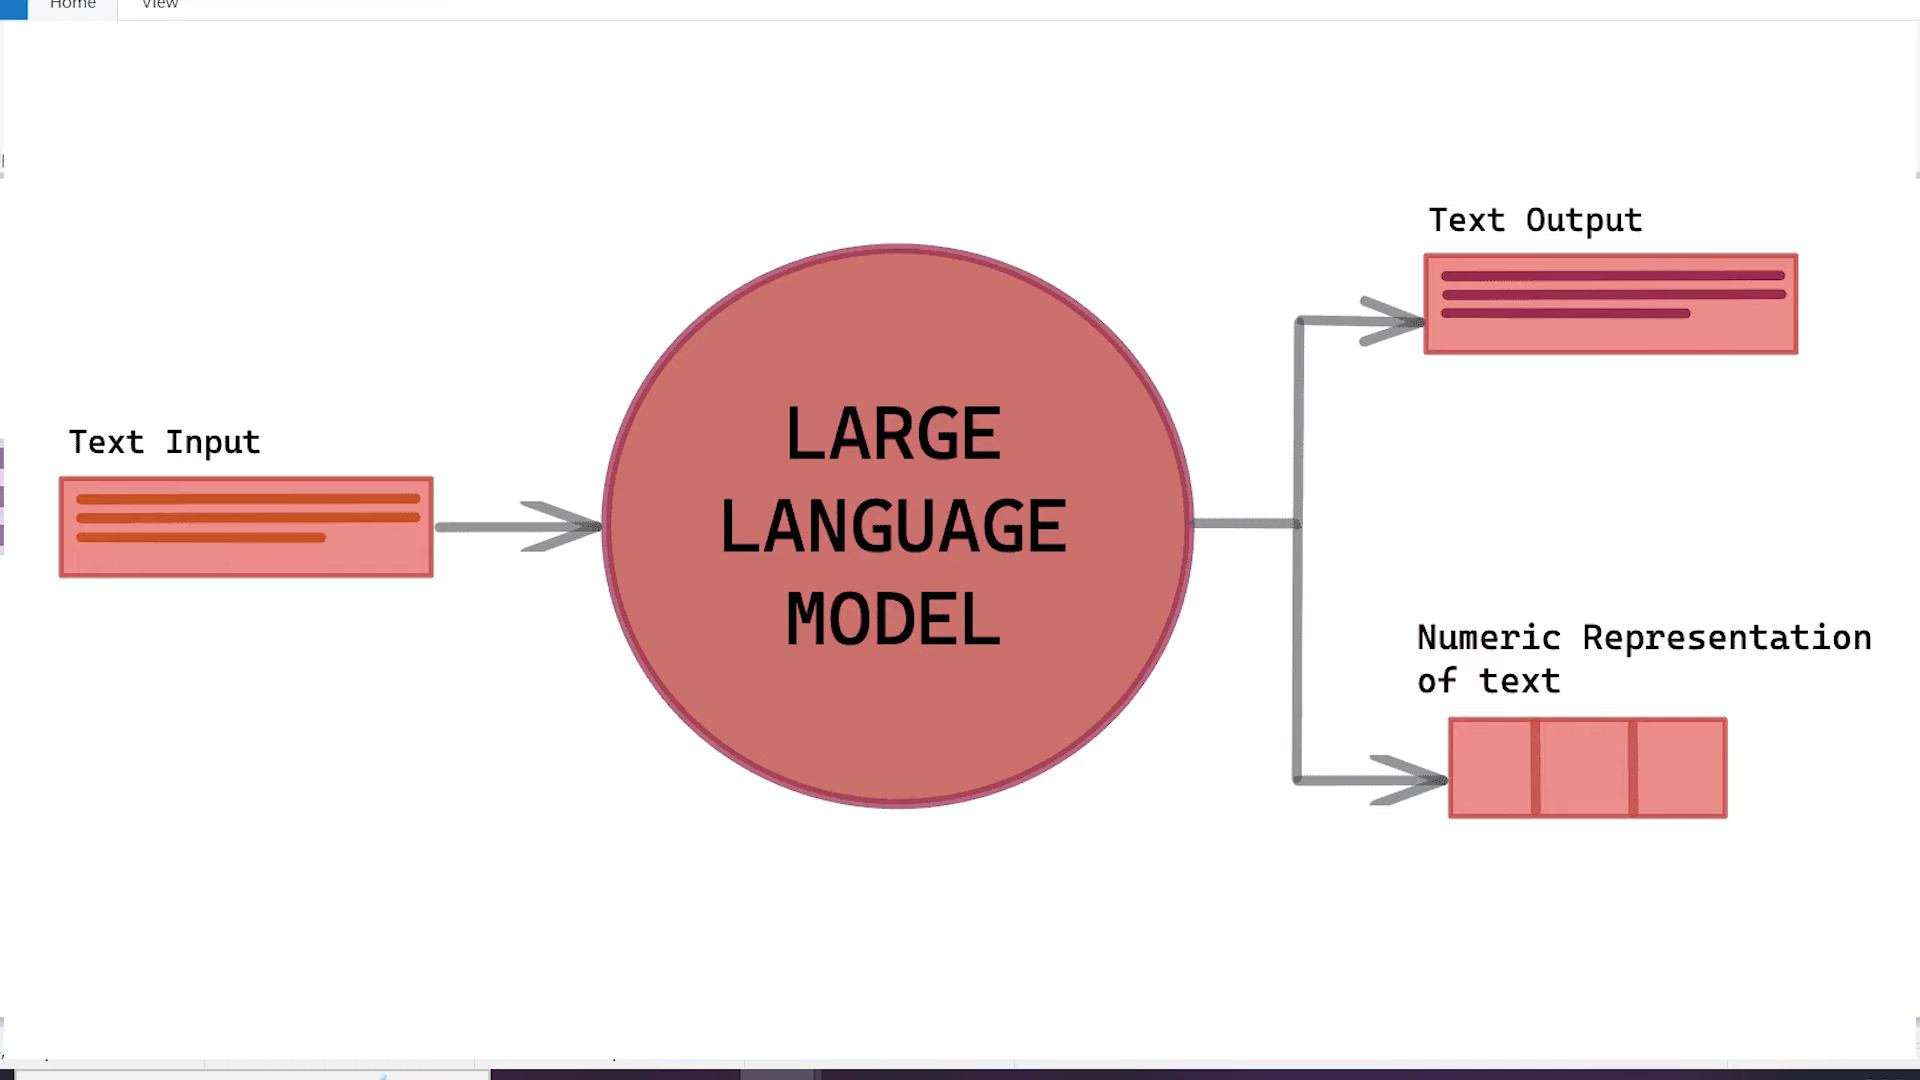 Home View
Text Output
Text Input
LARGE
LANGUAGE
MODEL
Numeric Representation
of text